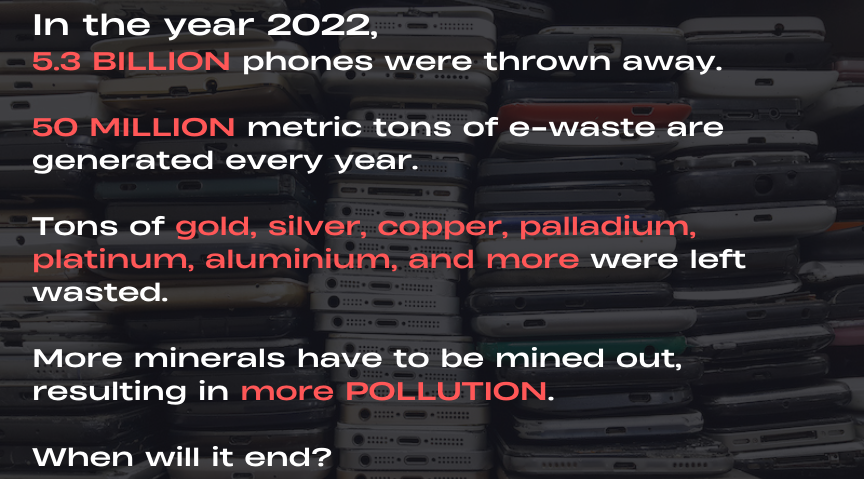 In the year 2022,
5.3 BILLION phones were thrown away.
50 MILLION metric tons of e-waste are
generated every year.
Tons of gold, silver, copper, palladium,
platinum, aluminium, and more were left
wasted.
More minerals have to be mined out,
resulting in more POLLUTION.
When will it end?